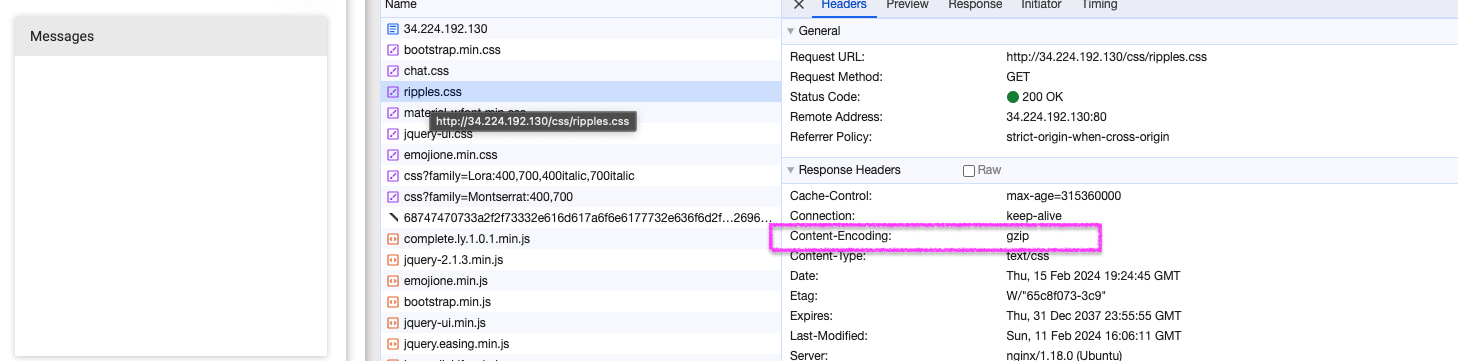 Messages
Name
34.224.192.130
bootstrap.min.css
chat.css
ripples.css
material-wfont.min.css
http://34.224.192.130/css/ripples.css
jquery-ui.css
emojione.min.css
css?family=Lora:400,700,400italic,700italic
css?family=Montserrat:400,700
68747470733a2f2f73332e616d617a6f6e6177732e636f6d2f…2696…
complete.ly.1.0.1.min.js
jquery-2.1.3.min.js
emojione.min.js
bootstrap.min.js
jquery-ui.min.js
jquery.easing.min.js
Headers Preview Response Initiator Timing
General
Request URL: http://34.224.192.130/css/ripples.css
Request Method: GET
Status Code: 200 OK
Remote Address: 34.224.192.130:80
Referrer Policy: strict-origin-when-cross-origin
Response Headers Raw
Cache-Control: max-age=315360000
Connection: keep-alive
Content-Encoding: gzip
Content-Type: text/css
Date: Thu, 15 Feb 2024 19:24:45 GMT
Etag: W/"65c8f073-3c9"
Expires: Thu, 31 Dec 2037 23:55:55 GMT
Last-Modified: Sun, 11 Feb 2024 16:06:11 GMT
Server: nginx/1.18.0 (Ubuntu)